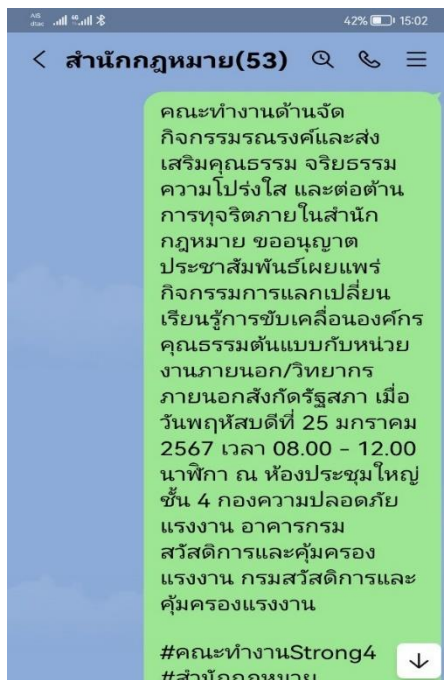 AIS
dtac
42% 15:02
สำนักกฎหมาย(53)
คณะทำงานด้านจัด
กิจกรรมรณรงค์และส่ง
เสริมคุณธรรม จริยธรรม
ความโปร่งใส และต่อต้าน
การทุจริตภายในสำนัก
กฎหมาย ขออนุญาต
ประชาสัมพันธ์เผยแพร่
กิจกรรมการแลกเปลี่ยน
เรียนรู้การขับเคลื่อนองค์กร
คุณธรรมต้นแบบกับหน่วย
งานภายนอก/วิทยากร
ภายนอกสังกัดรัฐสภา เมื่อ
วันพฤหัสบดีที่ 25 มกราคม
2567 เวลา 08.00 - 12.00
นาฬิกา ณ ห้องประชุมใหญ่
ชั้น 4 กองความปลอดภัย
แรงงาน อาคารกรม
สวัสดิการและคุ้มครอง
แรงงาน กรมสวัสดิการและ
คุ้มครองแรงงาน
#คณะทำงานStrong4
#สำนักกฎหมาย